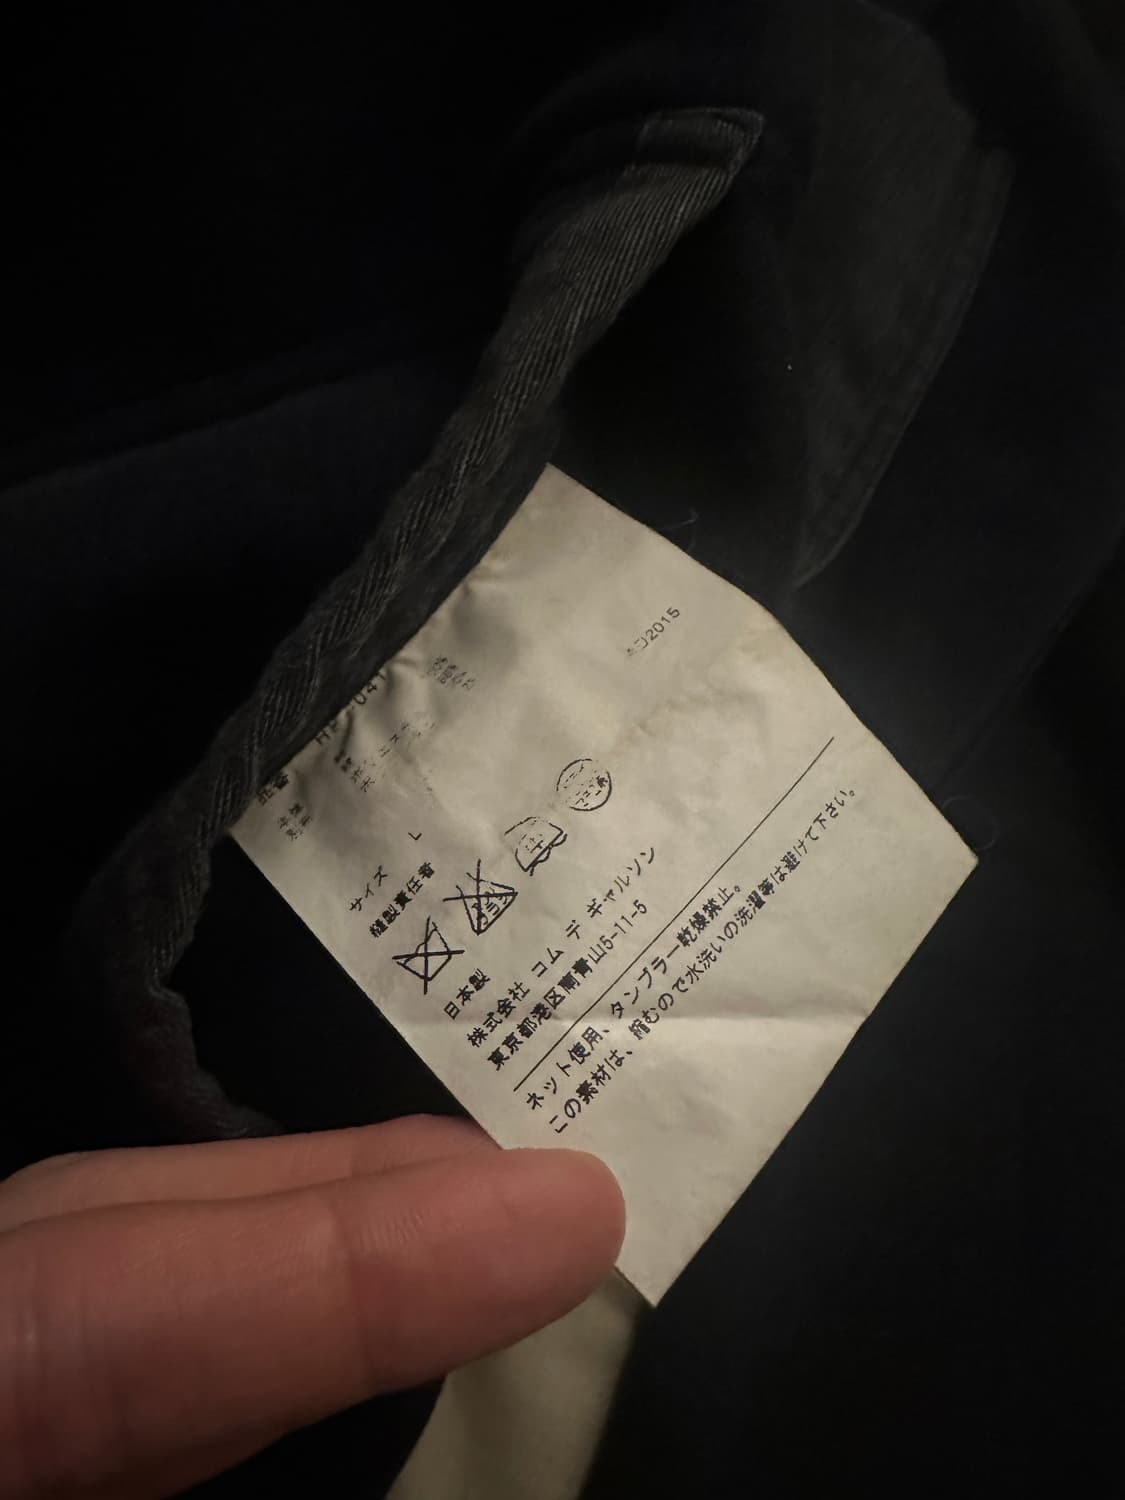 2015
サイズ L
縫製責任者
日本製
株式会社 コム デ ギャルソン
東京都港区南青山5-11-5
ネット使用、タンブラー乾燥禁止。
この素材は、縮むので水洗いの洗濯等は避けて下さい。